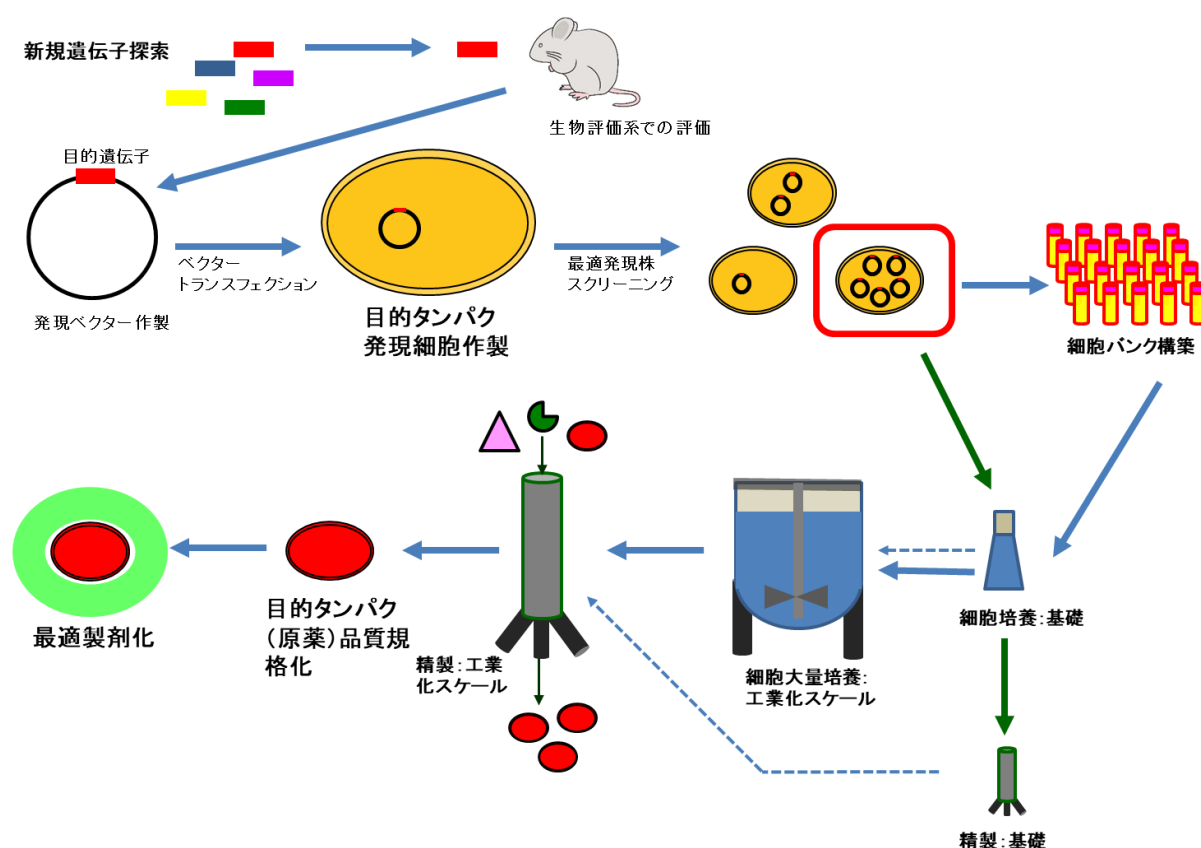 新規遺伝子探索
生物評価系での評価
目的遺伝子
発現ベクター作製
ベクター
トランスフェクション
目的タンパク
発現細胞作製
最適発現株
スクリーニング
細胞バンク構築
最適製剤化
目的タンパク
（原薬）品質規
格化
精製：工業
化スケール
細胞大量培養：
工業化スケール
細胞培養：基礎
精製：基礎